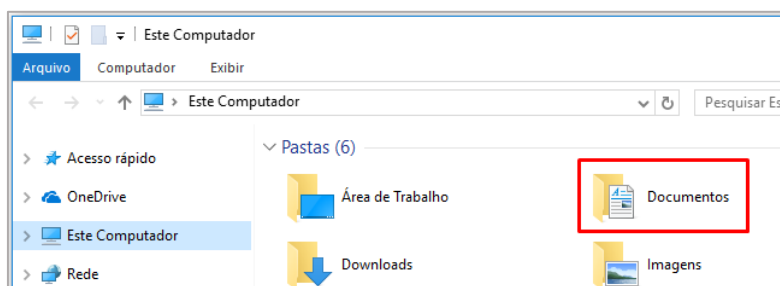 Este Computador
Arquivo Computador Exibir
Este Computador Pesquisar Es
Acesso rápido
OneDrive
Este Computador
Rede
Pastas (6)
Área de Trabalho Documentos
Downloads Imagens